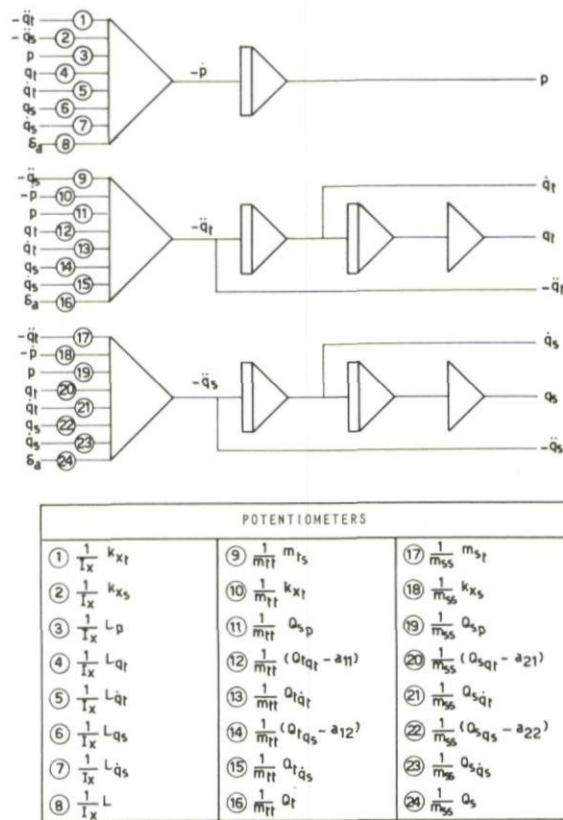 -q̈t ①
-q̈s ②
p ③
qt ④
q̇t ⑤
qs ⑥
q̇s ⑦
δa ⑧
-ṗ
p
-q̈s ⑨
-ṗ ⑩
p ⑪
qt ⑫
q̇t ⑬
qs ⑭
q̇s ⑮
δa ⑯
-q̈t
q̇t
qt
-q̈t
-q̈t ⑰
-ṗ ⑱
p ⑲
qt ⑳
q̇t ㉑
qs ㉒
q̇s ㉓
δa ㉔
-q̈s
q̇s
qs
-q̈s
POTENTIOMETERS
① 1/Ix kxt
② 1/Ix kxs
③ 1/Ix Lp
④ 1/Ix Lqt
⑤ 1/Ix Lq̇t
⑥ 1/Ix Lqs
⑦ 1/Ix Lq̇s
⑧ 1/Ix L
⑨ 1/mtt mts
⑩ 1/mtt kxt
⑪ 1/mtt Qsp
⑫ 1/mtt (Qtqt - a11)
⑬ 1/mtt Qtq̇t
⑭ 1/mtt (Qtqs - a12)
⑮ 1/mtt Qtq̇s
⑯ 1/mtt Qt
⑰ 1/mss mst
⑱ 1/mss kxs
⑲ 1/mss Qsp
⑳ 1/mss (Qsqt - a21)
㉑ 1/mss Qsq̇t
㉒ 1/mss (Qsqs - a22)
㉓ 1/mss Qsq̇s
㉔ 1/mss Qs